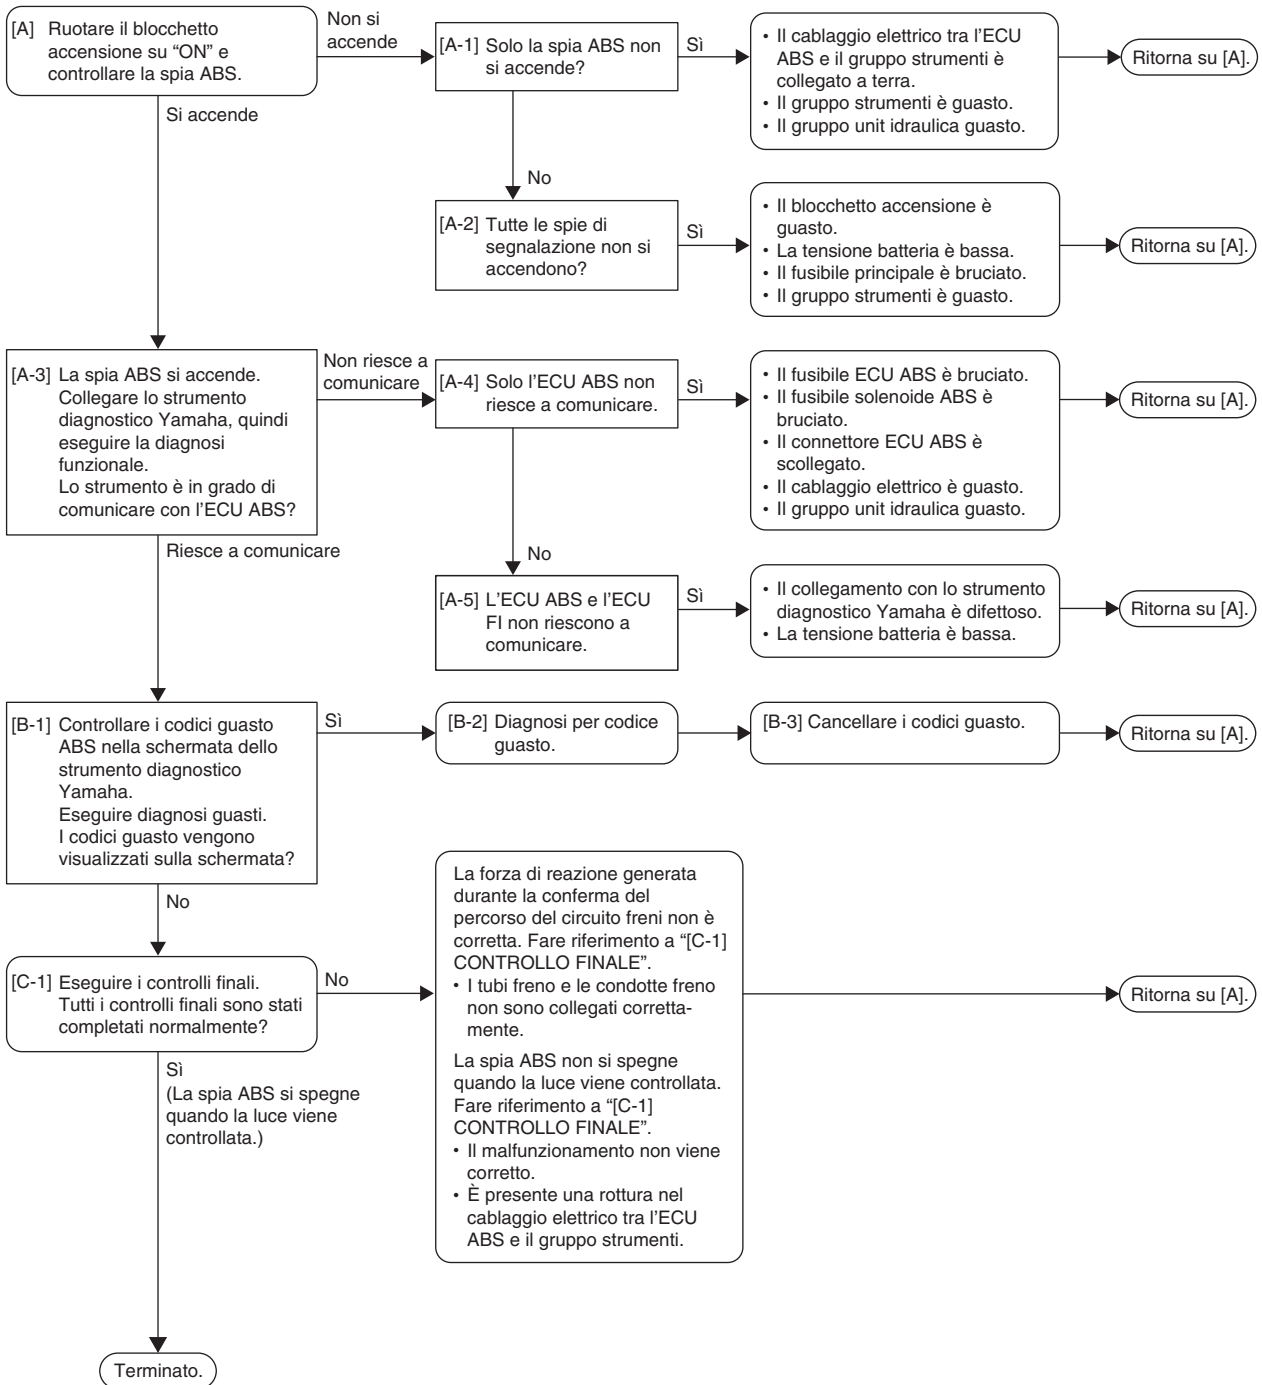 [A] Ruotare il blocchetto
accensione su “ON” e
controllare la spia ABS.
Non si
accende
[A-1] Solo la spia ABS non
si accende?
Sì
• Il cablaggio elettrico tra l’ECU
ABS e il gruppo strumenti è
collegato a terra.
• Il gruppo strumenti è guasto.
• Il gruppo unit idraulica guasto.
Ritorna su [A].
Si accende
No
[A-2] Tutte le spie di
segnalazione non si
accendono?
Sì
• Il blocchetto accensione è
guasto.
• La tensione batteria è bassa.
• Il fusibile principale è bruciato.
• Il gruppo strumenti è guasto.
Ritorna su [A].
[A-3] La spia ABS si accende.
Collegare lo strumento
diagnostico Yamaha, quindi
eseguire la diagnosi
funzionale.
Lo strumento è in grado di
comunicare con l’ECU ABS?
Non riesce a
comunicare
[A-4] Solo l’ECU ABS non
riesce a comunicare.
Sì
• Il fusibile ECU ABS è bruciato.
• Il fusibile solenoide ABS è
bruciato.
• Il connettore ECU ABS è
scollegato.
• Il cablaggio elettrico è guasto.
• Il gruppo unit idraulica guasto.
Ritorna su [A].
Riesce a comunicare
No
[A-5] L’ECU ABS e l’ECU
FI non riescono a
comunicare.
Sì
• Il collegamento con lo strumento
diagnostico Yamaha è difettoso.
• La tensione batteria è bassa.
Ritorna su [A].
[B-1] Controllare i codici guasto
ABS nella schermata dello
strumento diagnostico
Yamaha.
Eseguire diagnosi guasti.
I codici guasto vengono
visualizzati sulla schermata?
Sì
[B-2] Diagnosi per codice
guasto.
[B-3] Cancellare i codici guasto.
Ritorna su [A].
No
[C-1] Eseguire i controlli finali.
Tutti i controlli finali sono stati
completati normalmente?
No
La forza di reazione generata
durante la conferma del
percorso del circuito freni non è
corretta. Fare riferimento a “[C-1]
CONTROLLO FINALE”.
• I tubi freno e le condotte freno
non sono collegati corretta-
mente.
La spia ABS non si spegne
quando la luce viene controllata.
Fare riferimento a “[C-1]
CONTROLLO FINALE”.
• Il malfunzionamento non viene
corretto.
• È presente una rottura nel
cablaggio elettrico tra l’ECU
ABS e il gruppo strumenti.
Ritorna su [A].
Sì
(La spia ABS si spegne
quando la luce viene
controllata.)
Terminato.